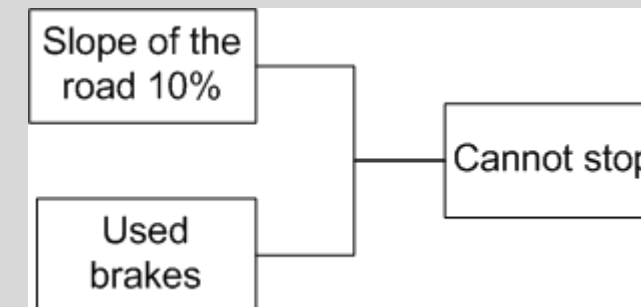 Slope of the
road 10%
Cannot stop
Used
brakes